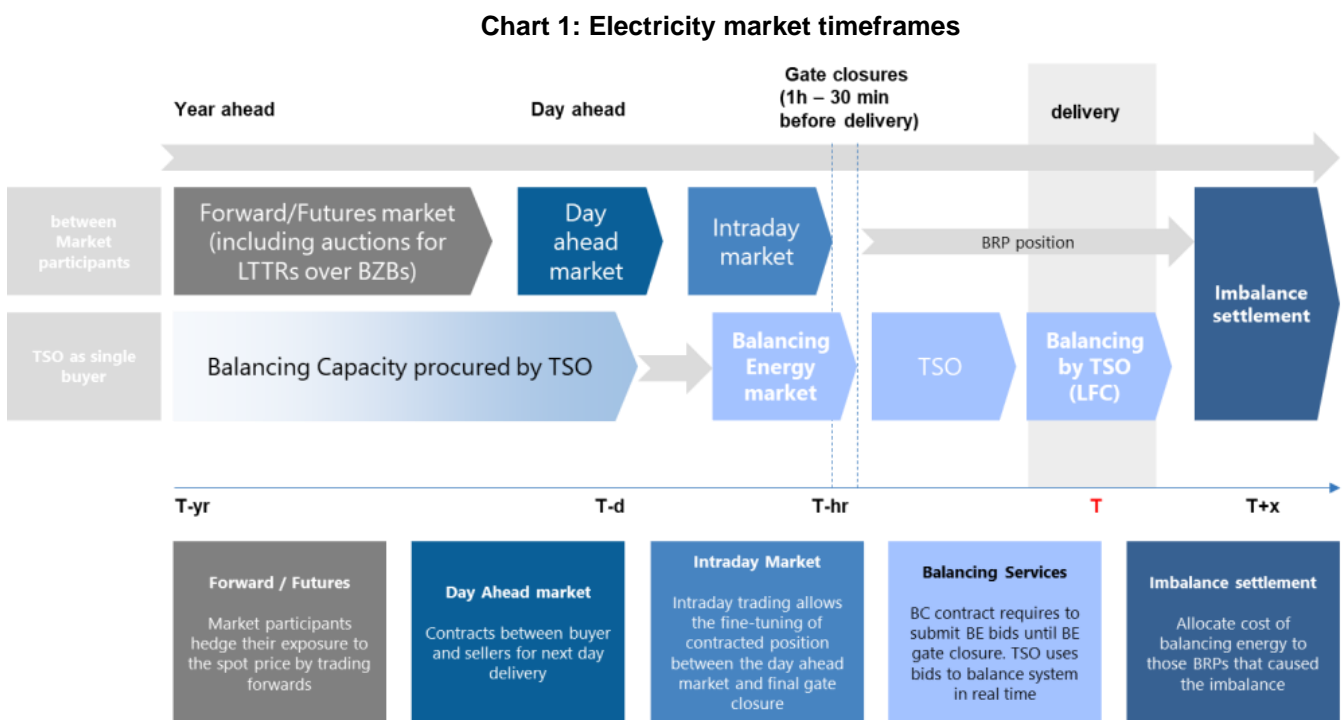 Chart 1: Electricity market timeframes
Gate closures
(1h – 30 min
before delivery)
Year ahead
Day ahead
delivery
between
Market
participants
Forward/Futures market
(including auctions for
LTTRs over BZBs)
Day
ahead
market
Intraday
market
BRP position
Imbalance
settlement
TSO as single
buyer
Balancing Capacity procured by TSO
Balancing
Energy
market
TSO
Balancing
by TSO
(LFC)
T-yr
T-d
T-hr
T
T+x
Forward / Futures
Market participants
hedge their exposure to
the spot price by trading
forwards
Day Ahead market
Contracts between buyer
and sellers for next day
delivery
Intraday Market
Intraday trading allows
the fine-tuning of
contracted position
between the day ahead
market and final gate
closure
Balancing Services
BC contract requires to
submit BE bids until BE
gate closure. TSO uses
bids to balance system
in real time
Imbalance settlement
Allocate cost of
balancing energy to
those BRPs that caused
the imbalance